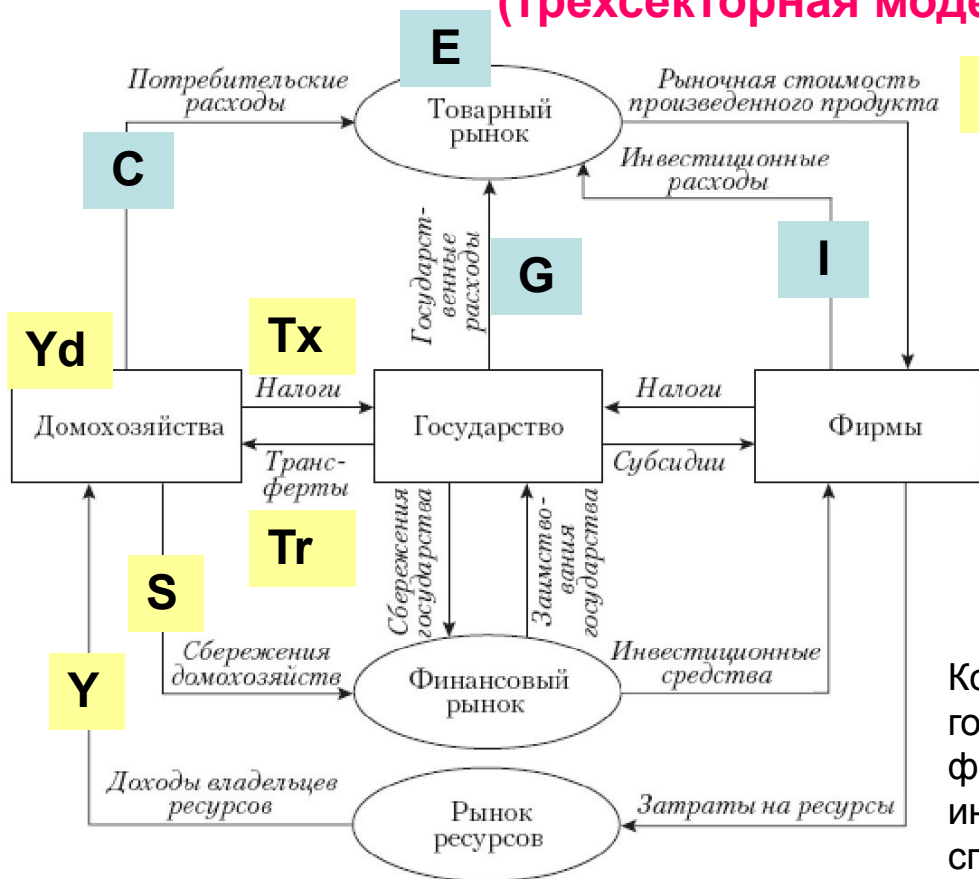 (трехсекторная моде
E
Потребительские
расходы
Товарный
рынок
Рыночная стоимость
произведенного продукта
Инвестиционные
расходы
C
Государст-
венные
расходы
G
I
Yd
Tx
Налоги
Налоги
Домохозяйства
Государство
Фирмы
Транс-
ферты
Субсидии
Tr
Сбережения
государства
Заимство-
вания
государства
S
Сбережения
домохозяйств
Финансовый
рынок
Инвестиционные
средства
Y
Доходы владельцев
ресурсов
Рынок
ресурсов
Затраты на ресурсы
Ко
го
ф
ин
сп